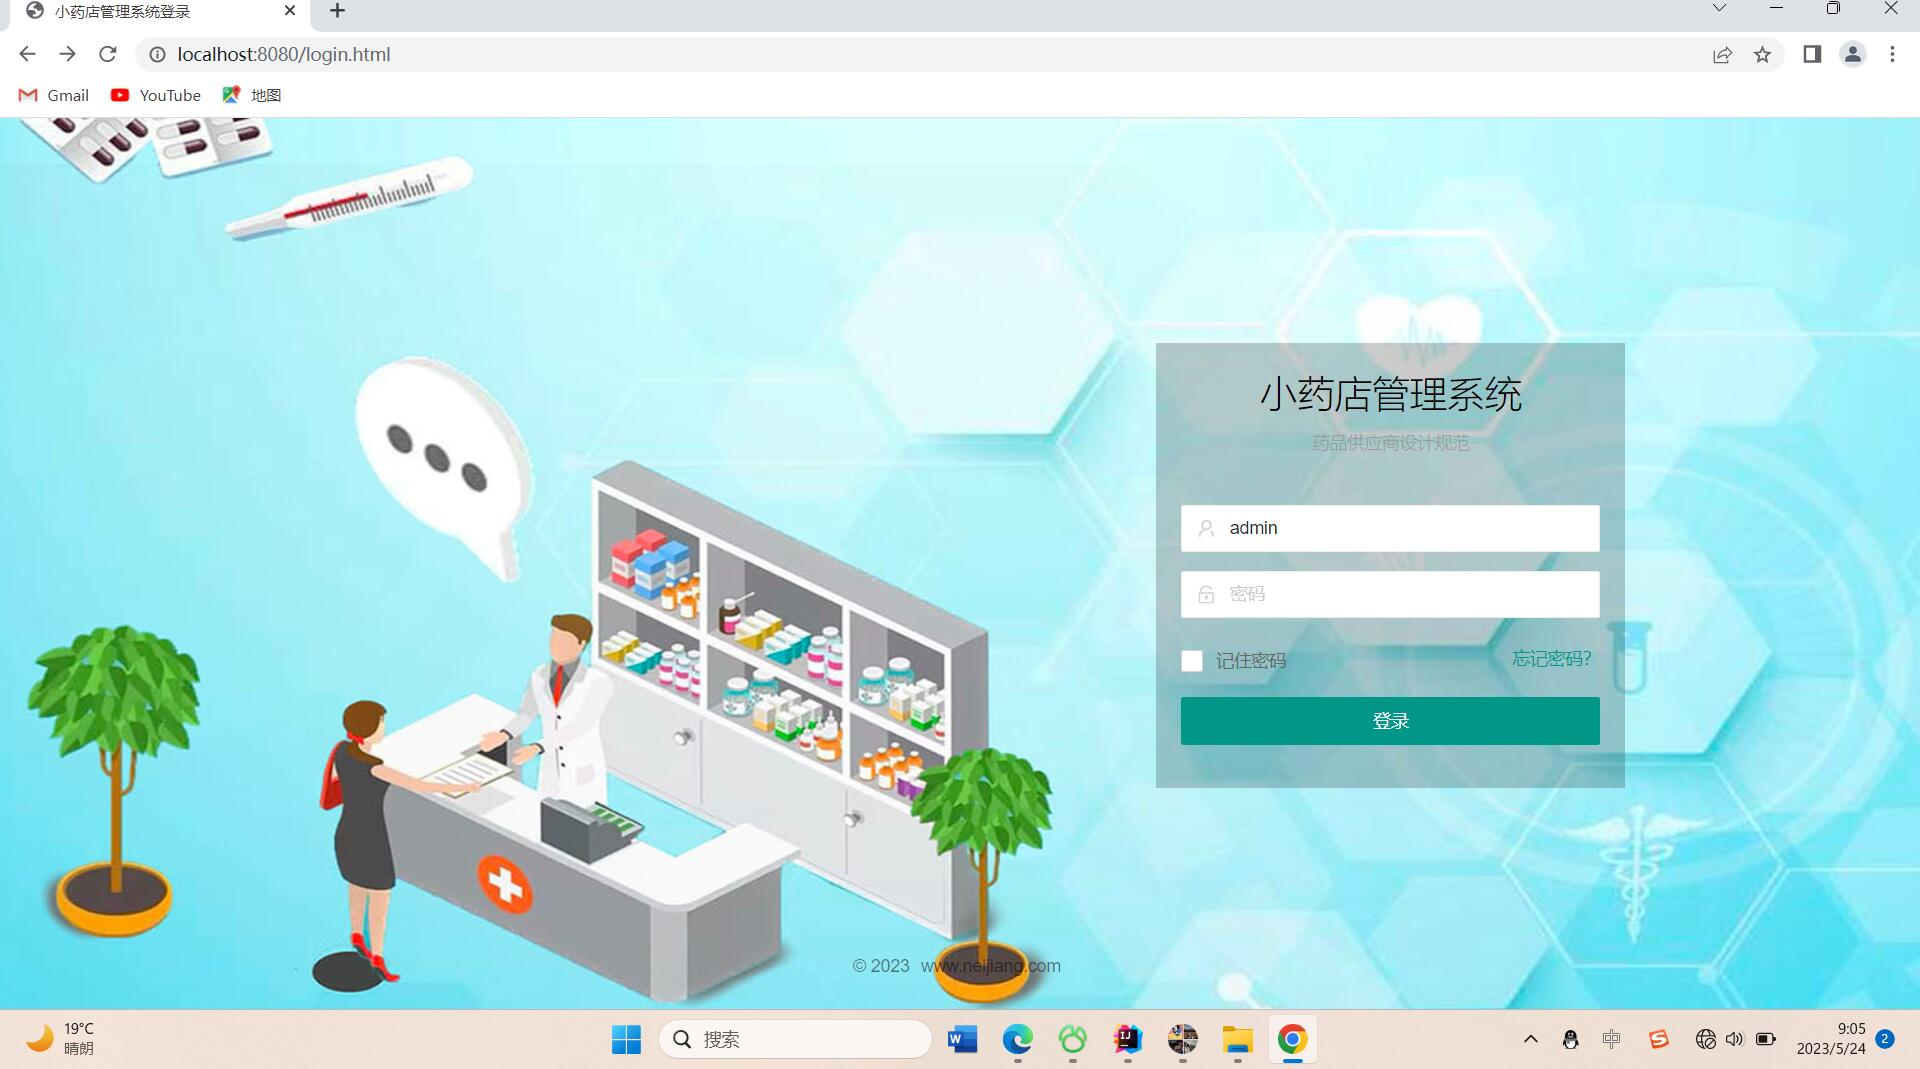 小药店管理系统登录
localhost:8080/login.html
Gmail
YouTube
地图
小药店管理系统
药品供应商设计规范
admin
密码
记住密码
忘记密码?
登录
© 2023 www.neijiang.com
19°C
晴朗
搜索
中
9:05
2023/5/24
2